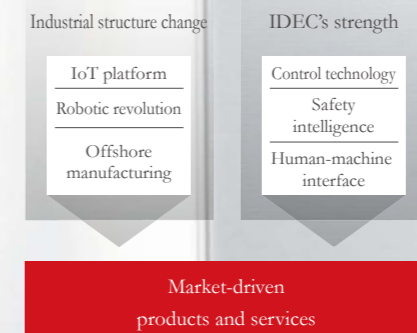 Industrial structure change
IoT platform
Robotic revolution
Offshore
manufacturing
IDEC's strength
Control technology
Safety
intelligence
Human-machine
interface
Market-driven
products and services